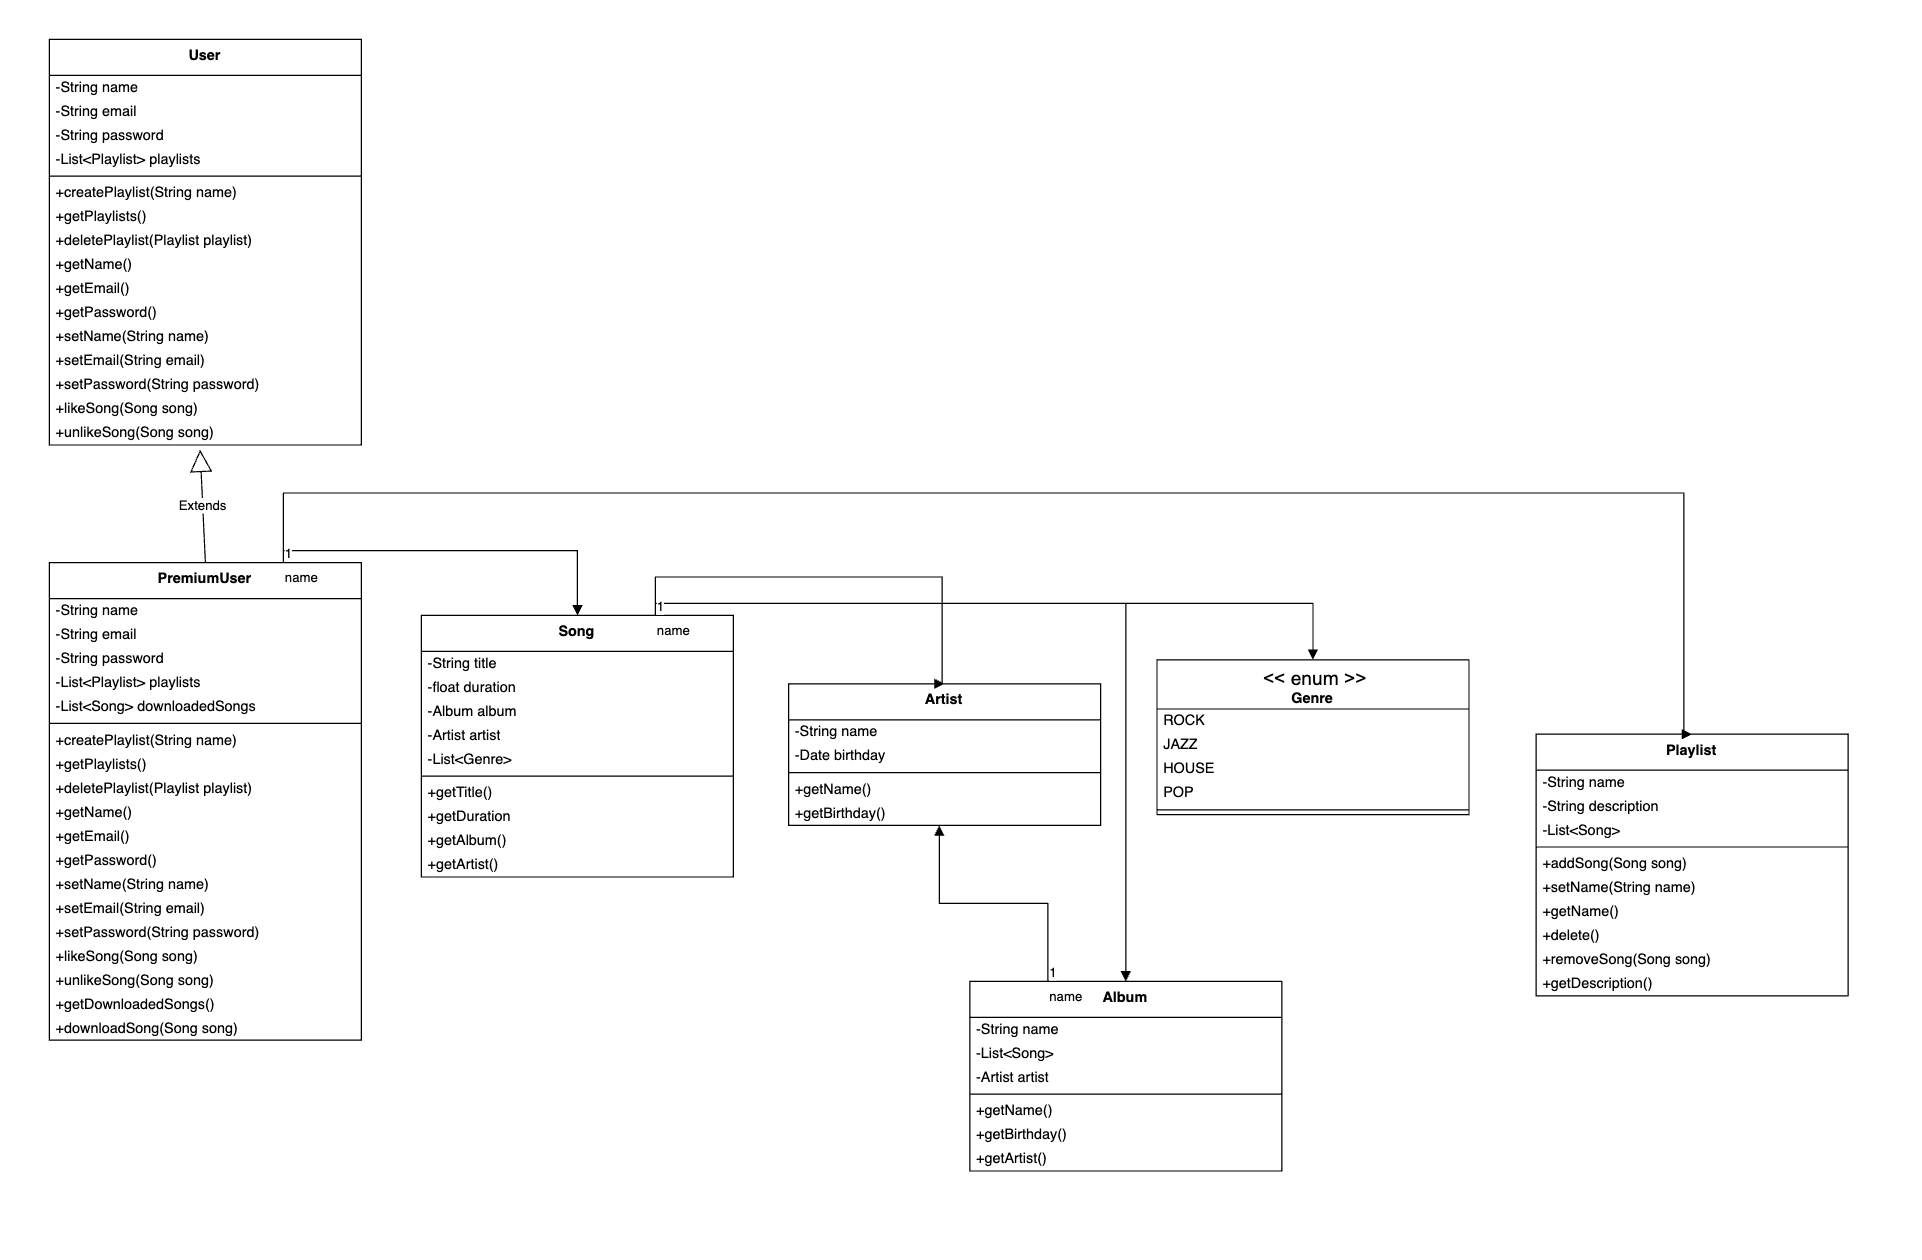 User
-String name
-String email
-String password
-List<Playlist> playlists
+createPlaylist(String name)
+getPlaylists()
+deletePlaylist(Playlist playlist)
+getName()
+getEmail()
+getPassword()
+setName(String name)
+setEmail(String email)
+setPassword(String password)
+likeSong(Song song)
+unlikeSong(Song song)
Extends
1
PremiumUser
name
-String name
-String email
-String password
-List<Playlist> playlists
-List<Song> downloadedSongs
+createPlaylist(String name)
+getPlaylists()
+deletePlaylist(Playlist playlist)
+getName()
+getEmail()
+getPassword()
+setName(String name)
+setEmail(String email)
+setPassword(String password)
+likeSong(Song song)
+unlikeSong(Song song)
+getDownloadedSongs()
+downloadSong(Song song)
1
Song
name
-String title
-float duration
-Album album
-Artist artist
-List<Genre>
+getTitle()
+getDuration
+getAlbum()
+getArtist()
Artist
-String name
-Date birthday
+getName()
+getBirthday()
<< enum >>
Genre
ROCK
JAZZ
HOUSE
POP
1
name
Album
-String name
-List<Song>
-Artist artist
+getName()
+getBirthday()
+getArtist()
Playlist
-String name
-String description
-List<Song>
+addSong(Song song)
+setName(String name)
+getName()
+delete()
+removeSong(Song song)
+getDescription()